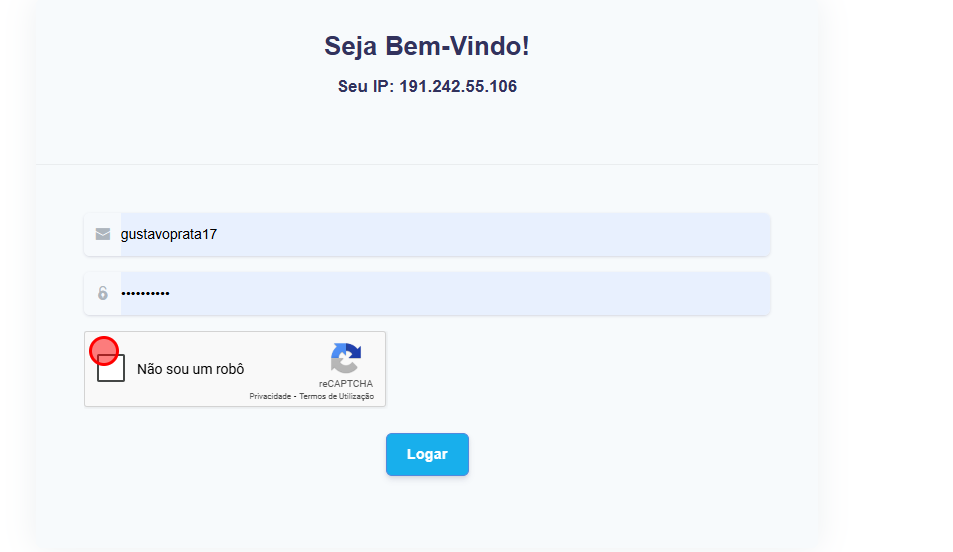 Seja Bem-Vindo!
Seu IP: 191.242.55.106
gustavoprata17
••••••••••
Não sou um robô
reCAPTCHA
Privacidade - Termos de Utilização
Logar